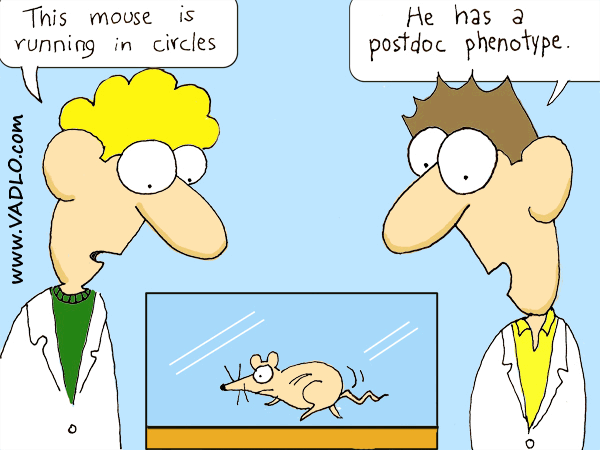 This mouse is
running in circles
He has a
postdoc phenotype.
www.VADLO.com